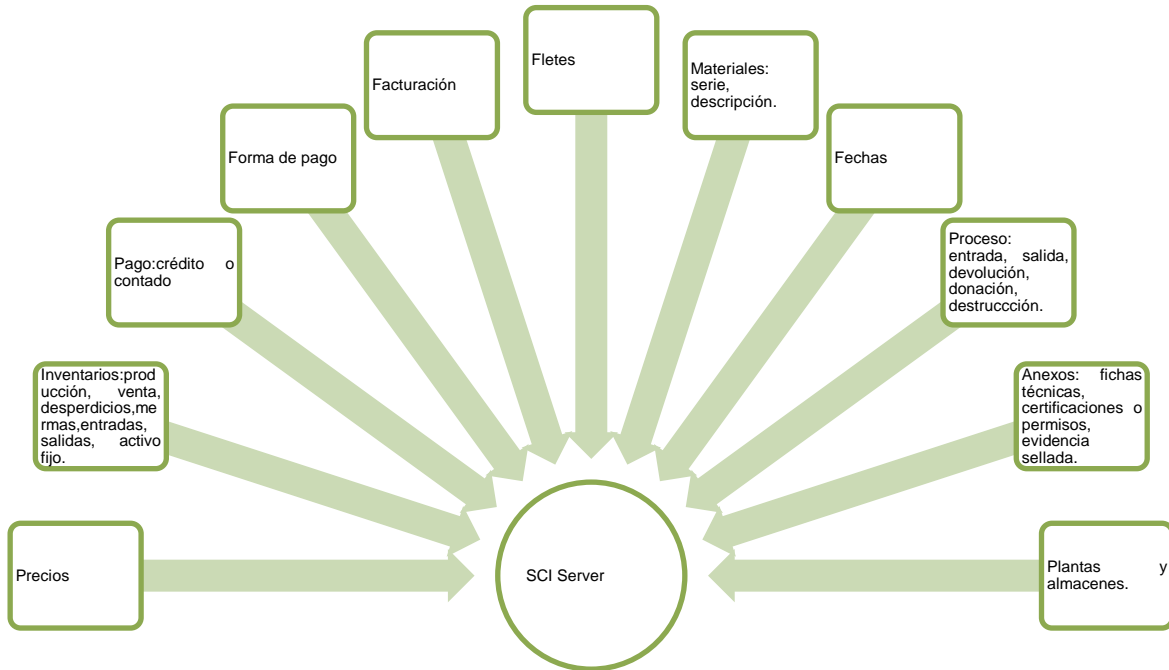 Fletes
Facturación
Materiales:
serie,
descripción.
Forma de pago
Fechas
Pago:crédito o
contado
Proceso:
entrada, salida,
devolución,
donación,
destruccción.
Inventarios:prod
ucción, venta,
desperdicios,me
rmas,entradas,
salidas, activo
fijo.
Anexos: fichas
técnicas,
certificaciones o
permisos,
evidencia
sellada.
Precios
SCI Server
Plantas y
almacenes.